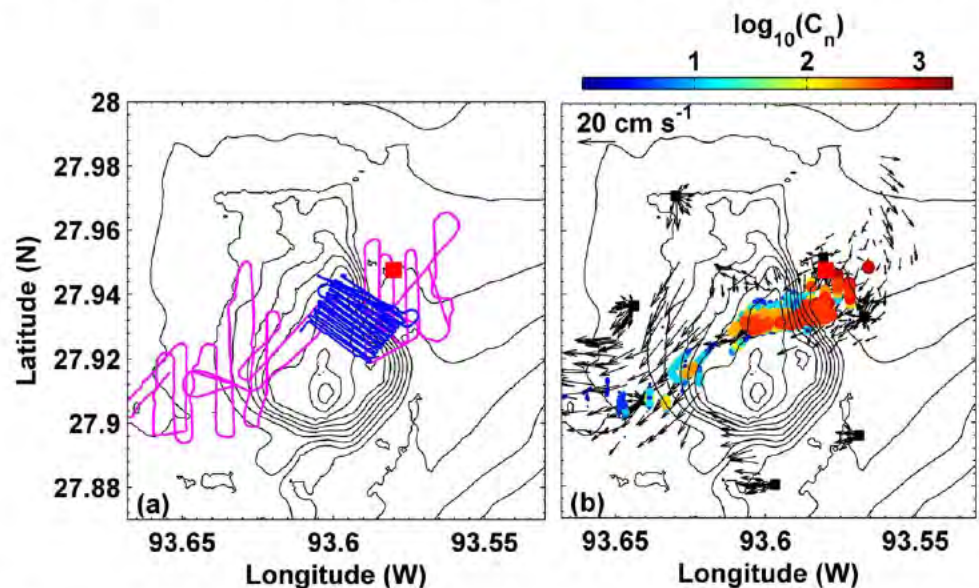 log10(Cn)
1 2 3
28
27.98
27.96
27.94
27.92
27.9
27.88
Latitude (N)
20 cm s-1
(a)
(b)
93.65 93.6 93.55
93.65 93.6 93.55
Longitude (W)
Longitude (W)